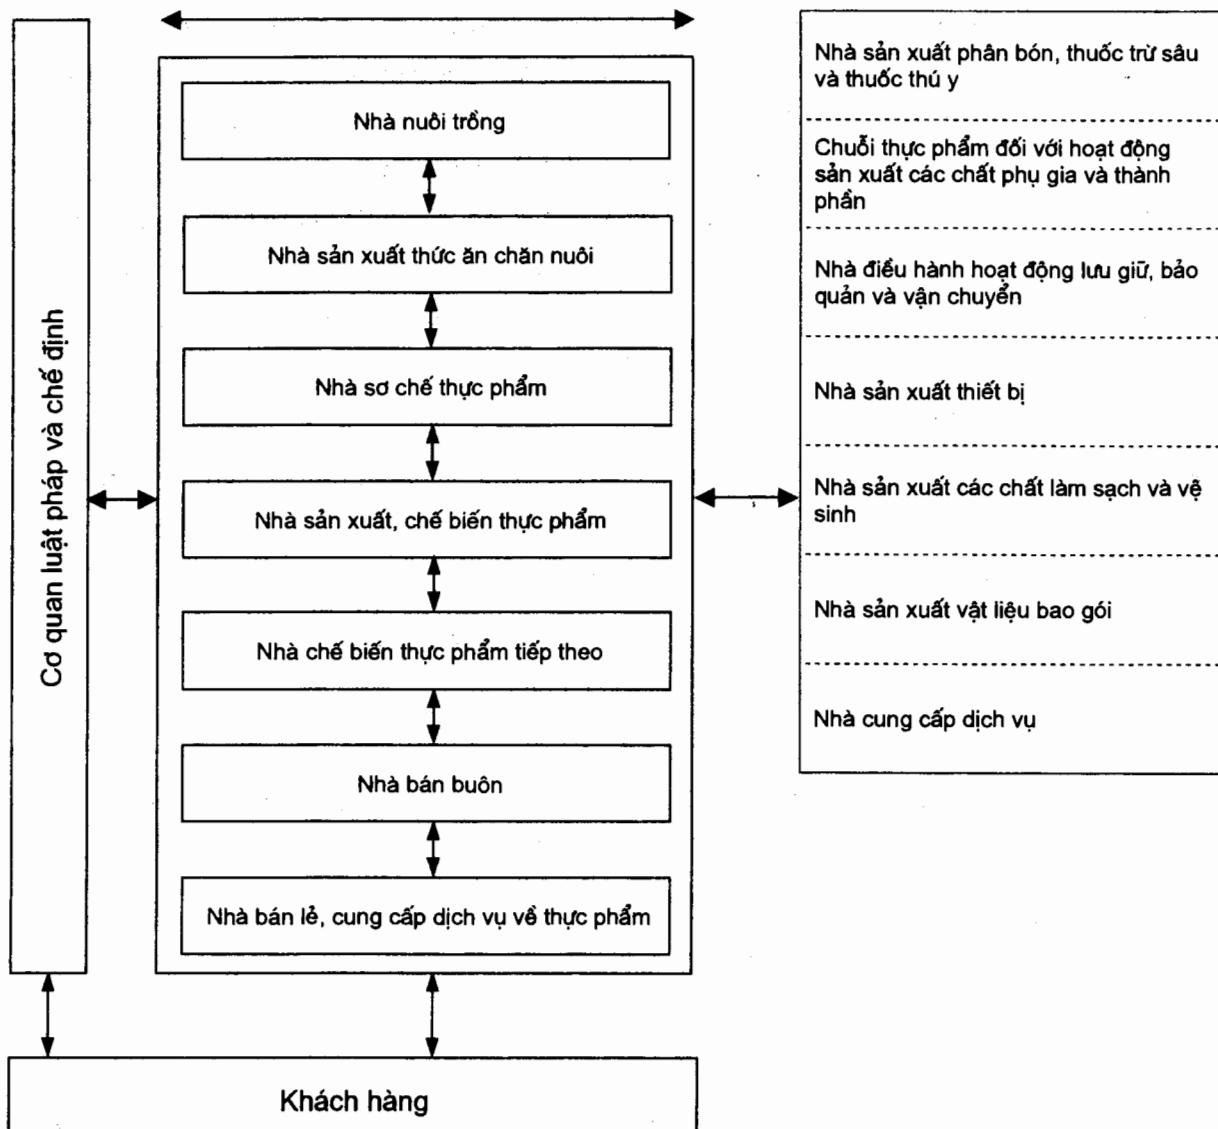 Cơ quan luật pháp và chế định
Nhà nuôi trồng
Nhà sản xuất thức ăn chăn nuôi
Nhà sơ chế thực phẩm
Nhà sản xuất, chế biến thực phẩm
Nhà chế biến thực phẩm tiếp theo
Nhà bán buôn
Nhà bán lẻ, cung cấp dịch vụ về thực phẩm
Nhà sản xuất phân bón, thuốc trừ sâu
và thuốc thú y
Chuỗi thực phẩm đối với hoạt động
sản xuất các chất phụ gia và thành
phần
Nhà điều hành hoạt động lưu giữ, bảo
quản và vận chuyển
Nhà sản xuất thiết bị
Nhà sản xuất các chất làm sạch và vệ
sinh
Nhà sản xuất vật liệu bao gói
Nhà cung cấp dịch vụ
Khách hàng